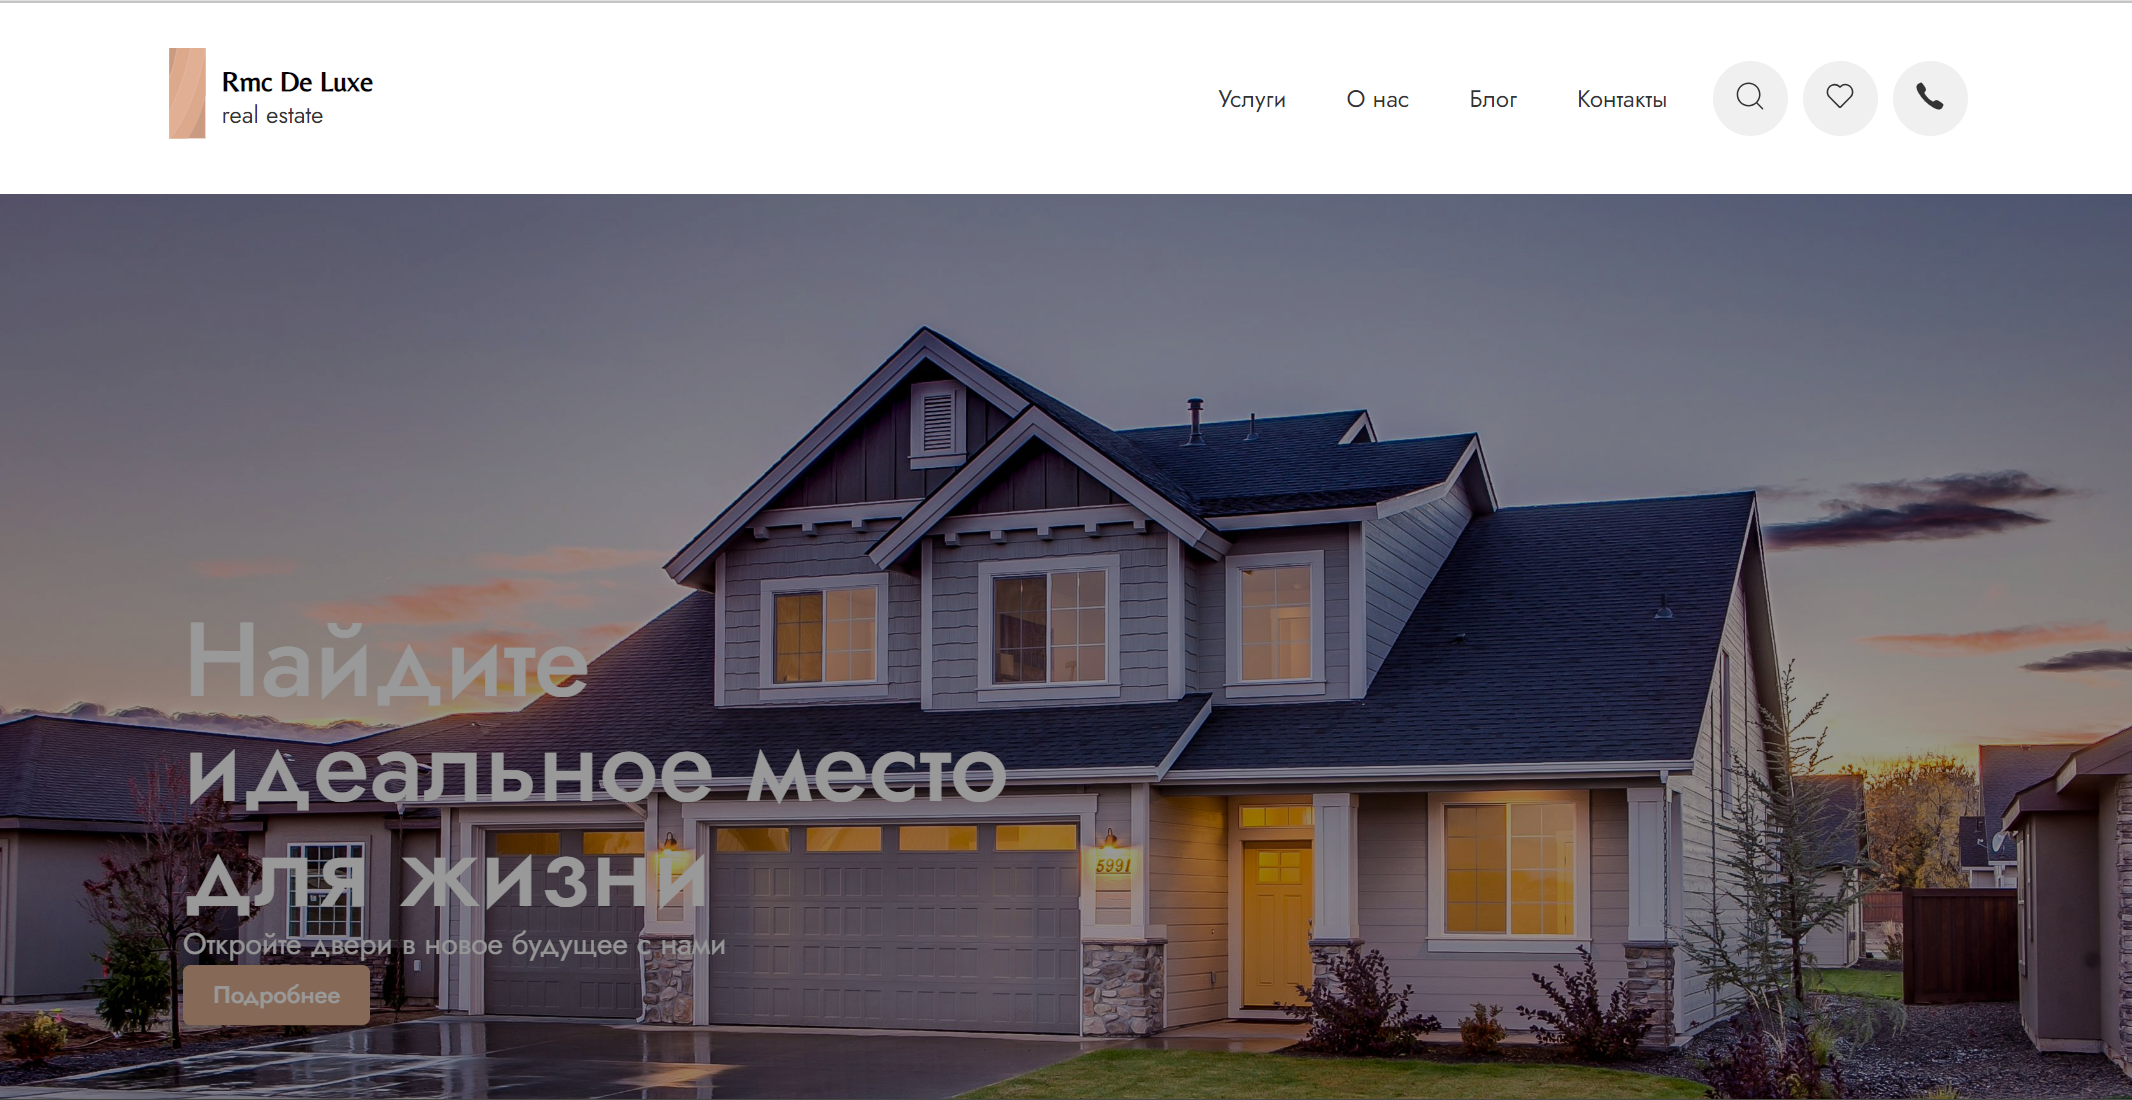 Rmc De Luxe
real estate
Услуги
О нас
Блог
Контакты
Найдите
идеальное место
для жизни
5991
Откройте двери в новое будущее с нами
Подробнее